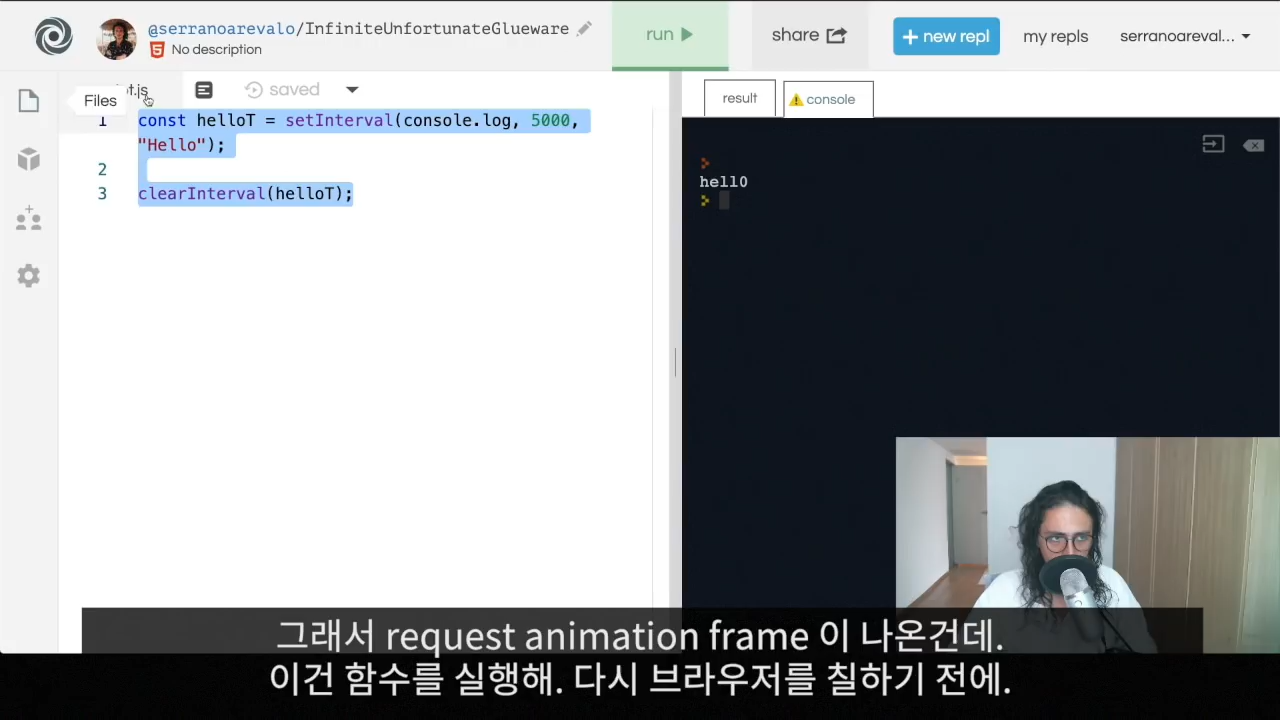 @serranoarevalo/InfiniteUnfortunateGlueware
No description
run
share
+ new repl
my repls
serranoareval...
Files
t.js
saved
1 const helloT = setInterval(console.log, 5000,
"Hello");
2
3 clearInterval(helloT);
result
console
hell0
그래서 request animation frame 이 나온건데.
이건 함수를 실행해. 다시 브라우저를 칠하기 전에.